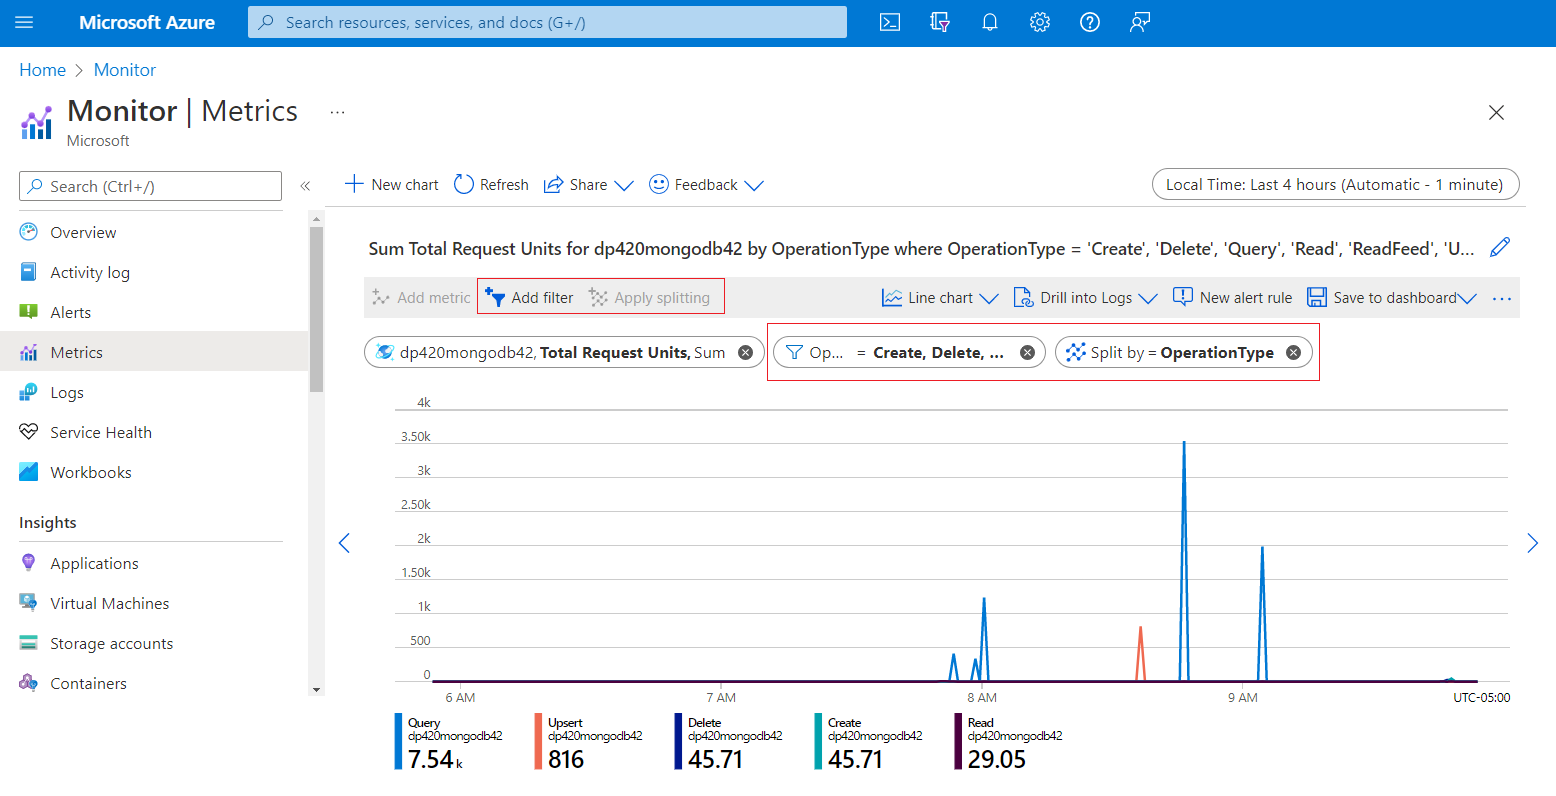 Microsoft Azure
Search resources, services, and docs (G+/)
Home > Monitor
Monitor | Metrics ...
Microsoft
Search (Ctrl+/)
«
Overview
Activity log
Alerts
Metrics
Logs
Service Health
Workbooks
Insights
Applications
Virtual Machines
Storage accounts
Containers
New chart Refresh Share Feedback
Local Time: Last 4 hours (Automatic - 1 minute)
Sum Total Request Units for dp420mongodb42 by OperationType where OperationType = 'Create', 'Delete', 'Query', 'Read', 'ReadFeed', 'U...
Add metric Add filter Apply splitting Line chart Drill into Logs New alert rule Save to dashboard ...
dp420mongodb42, Total Request Units, Sum Op... = Create, Delete, ... Split by = OperationType
4k
3.50k
3k
2.50k
2k
1.50k
1k
500
0
6 AM 7 AM 8 AM 9 AM UTC-05:00
Query
dp420mongodb42
7.54 k
Upsert
dp420mongodb42
816
Delete
dp420mongodb42
45.71
Create
dp420mongodb42
45.71
Read
dp420mongodb42
29.05